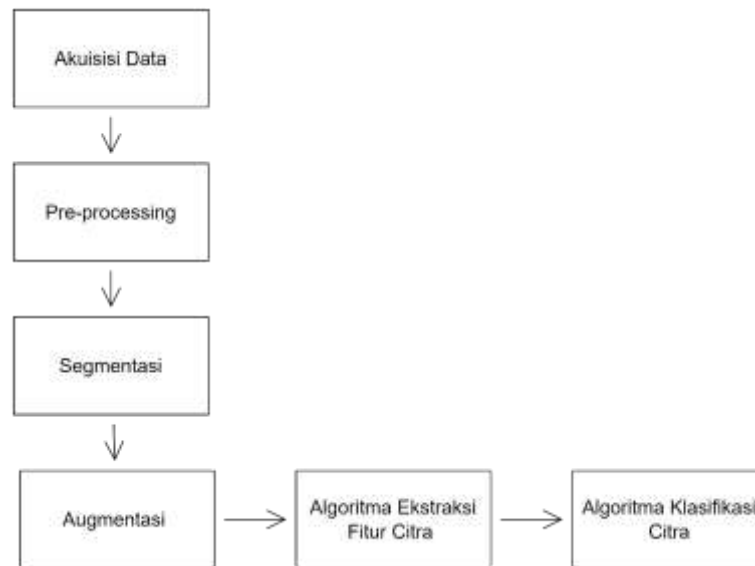 Akuisisi Data
Pre-processing
Segmentasi
Augmentasi
Algoritma Ekstraksi
Fitur Citra
Algoritma Klasifikasi
Citra